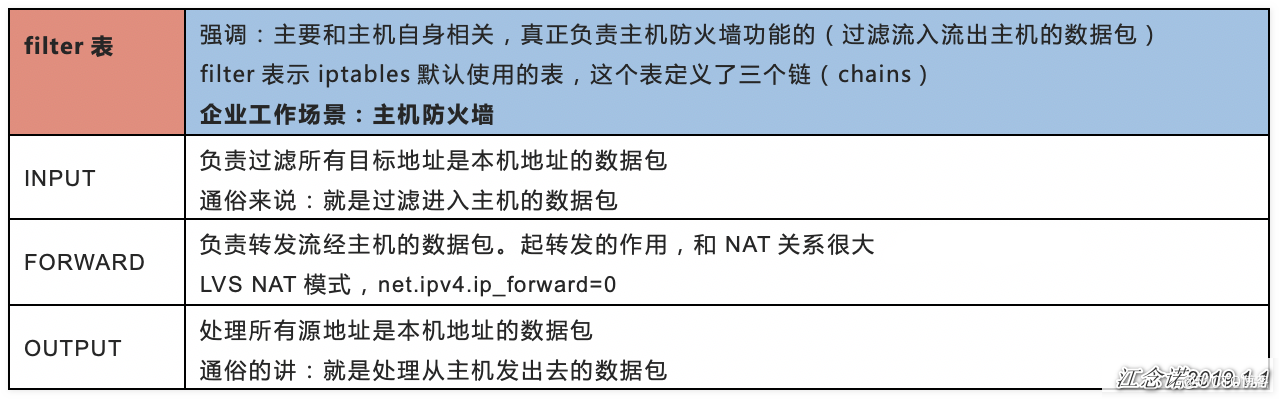 filter 表
强调：主要和主机自身相关，真正负责主机防火墙功能的（过滤流入流出主机的数据包）
filter 表示 iptables 默认使用的表，这个表定义了三个链（chains）
企业工作场景：主机防火墙
INPUT
负责过滤所有目标地址是本机地址的数据包
通俗来说：就是过滤进入主机的数据包
FORWARD
负责转发流经主机的数据包。起转发的作用，和 NAT 关系很大
LVS NAT 模式，net.ipv4.ip_forward=0
OUTPUT
处理所有源地址是本机地址的数据包
通俗的讲：就是处理从主机发出去的数据包
江念诺2019.1.1